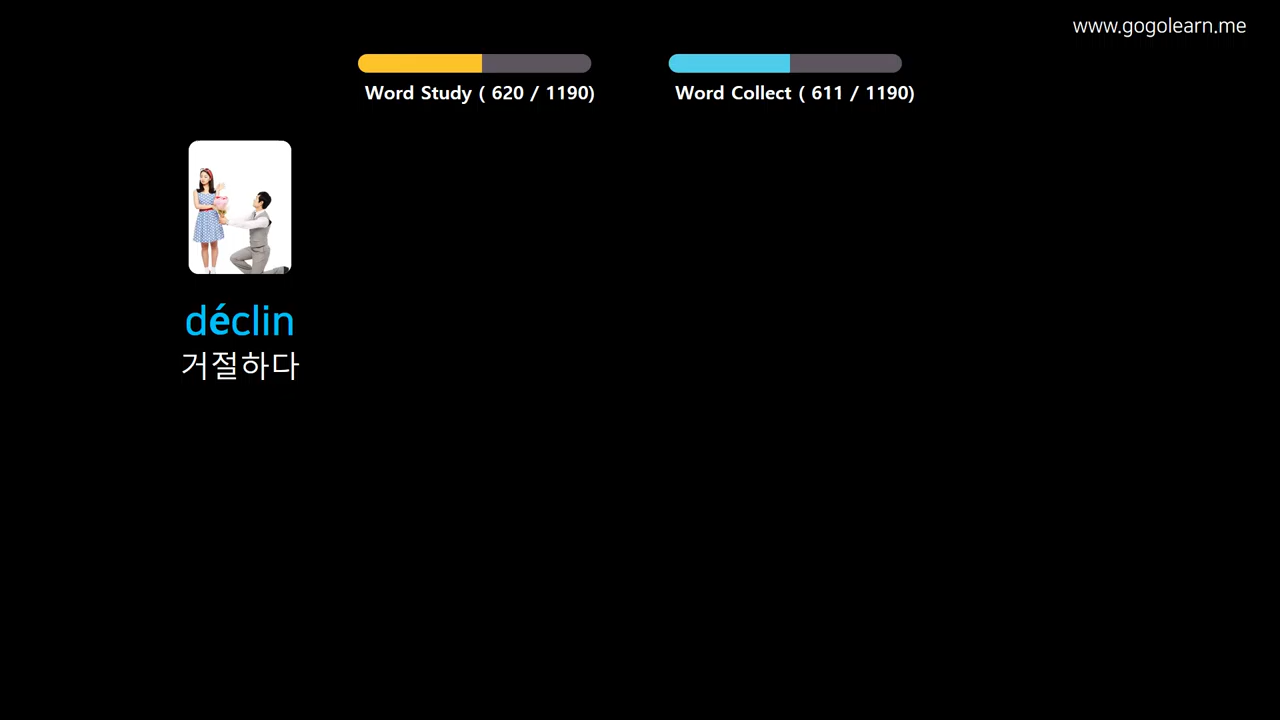 www.gogolearn.me
Word Study ( 620 / 1190)
Word Collect ( 611 / 1190)
déclin
거절하다